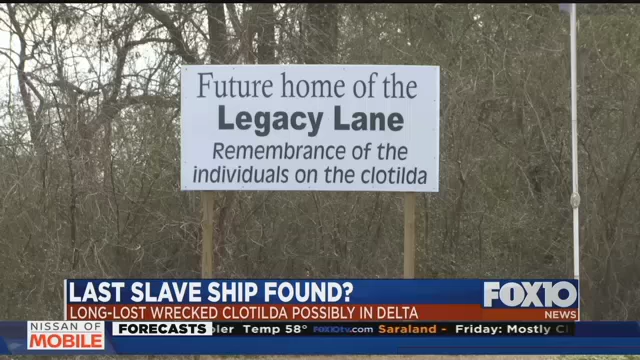 Future home of the
Legacy Lane
Remembrance of the
individuals on the clotilda
LAST SLAVE SHIP FOUND?
LONG-LOST WRECKED CLOTILDA POSSIBLY IN DELTA
FOX10
NEWS
NISSAN OF
MOBILE
FORECASTS Temp 58° FOX10tv.com Saraland - Friday: Mostly